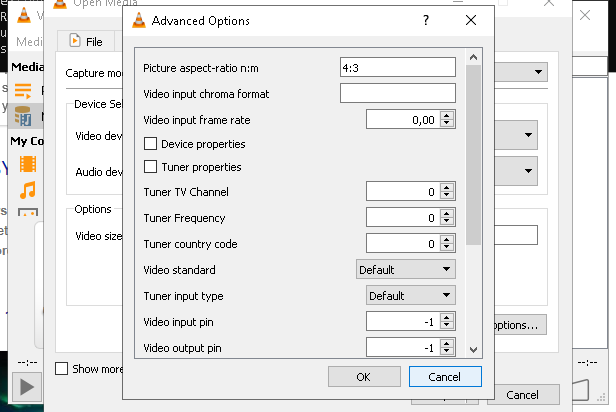 Open Media
Advanced Options
?
File
Media
Capture mo
Device Sel
Video dev
Audio dev
My Co
Options
Video size
Picture aspect-ratio n:m
4:3
Video input chroma format
Video input frame rate
0,00
Device properties
Tuner properties
Tuner TV Channel
0
Tuner Frequency
0
Tuner country code
0
Video standard
Default
Tuner input type
Default
Video input pin
-1
Video output pin
-1
ptions...
Show more
OK
Cancel
Cancel
--:--
--:--